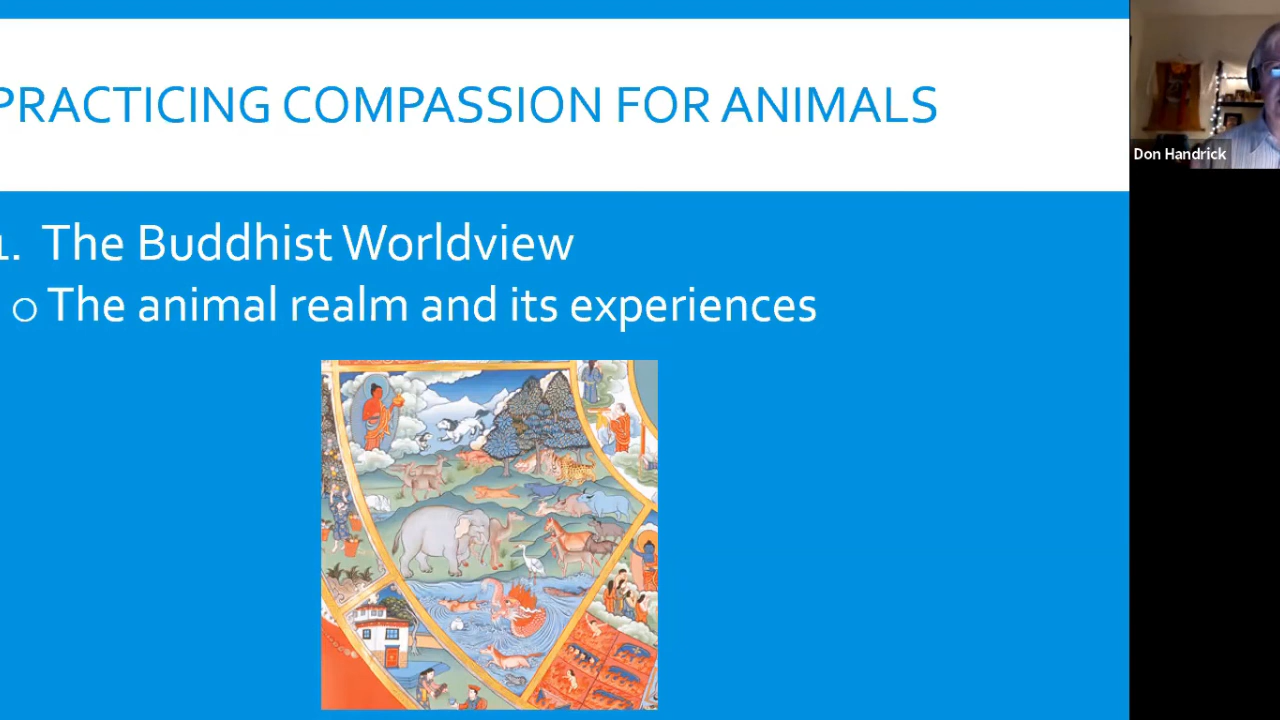 PRACTICING COMPASSION FOR ANIMALS
Don Handrick
1. The Buddhist Worldview
o The animal realm and its experiences